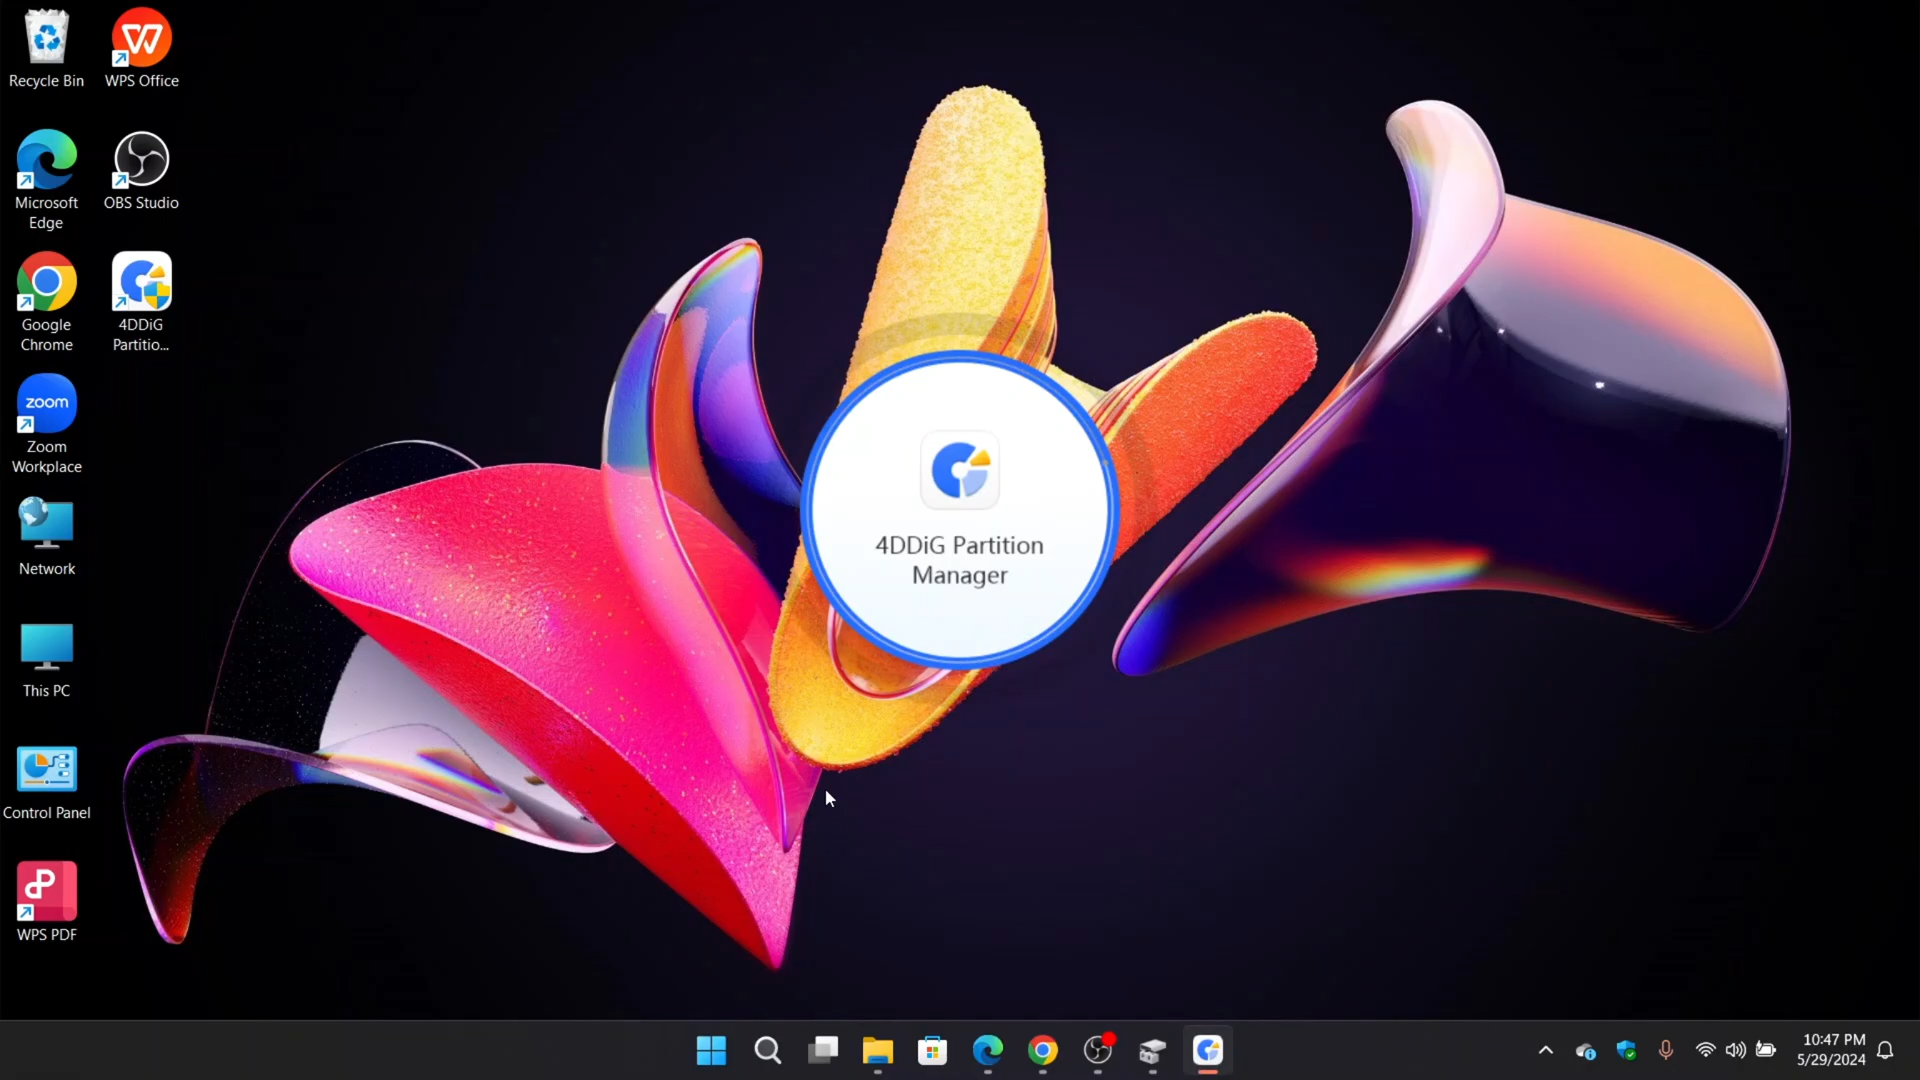 Recycle Bin
WPS Office
Microsoft
Edge
OBS Studio
Google
Chrome
4DDiG
Partitio...
zoom
Zoom
Workplace
Network
This PC
Control Panel
WPS PDF
4DDiG Partition
Manager
10:47 PM
5/29/2024